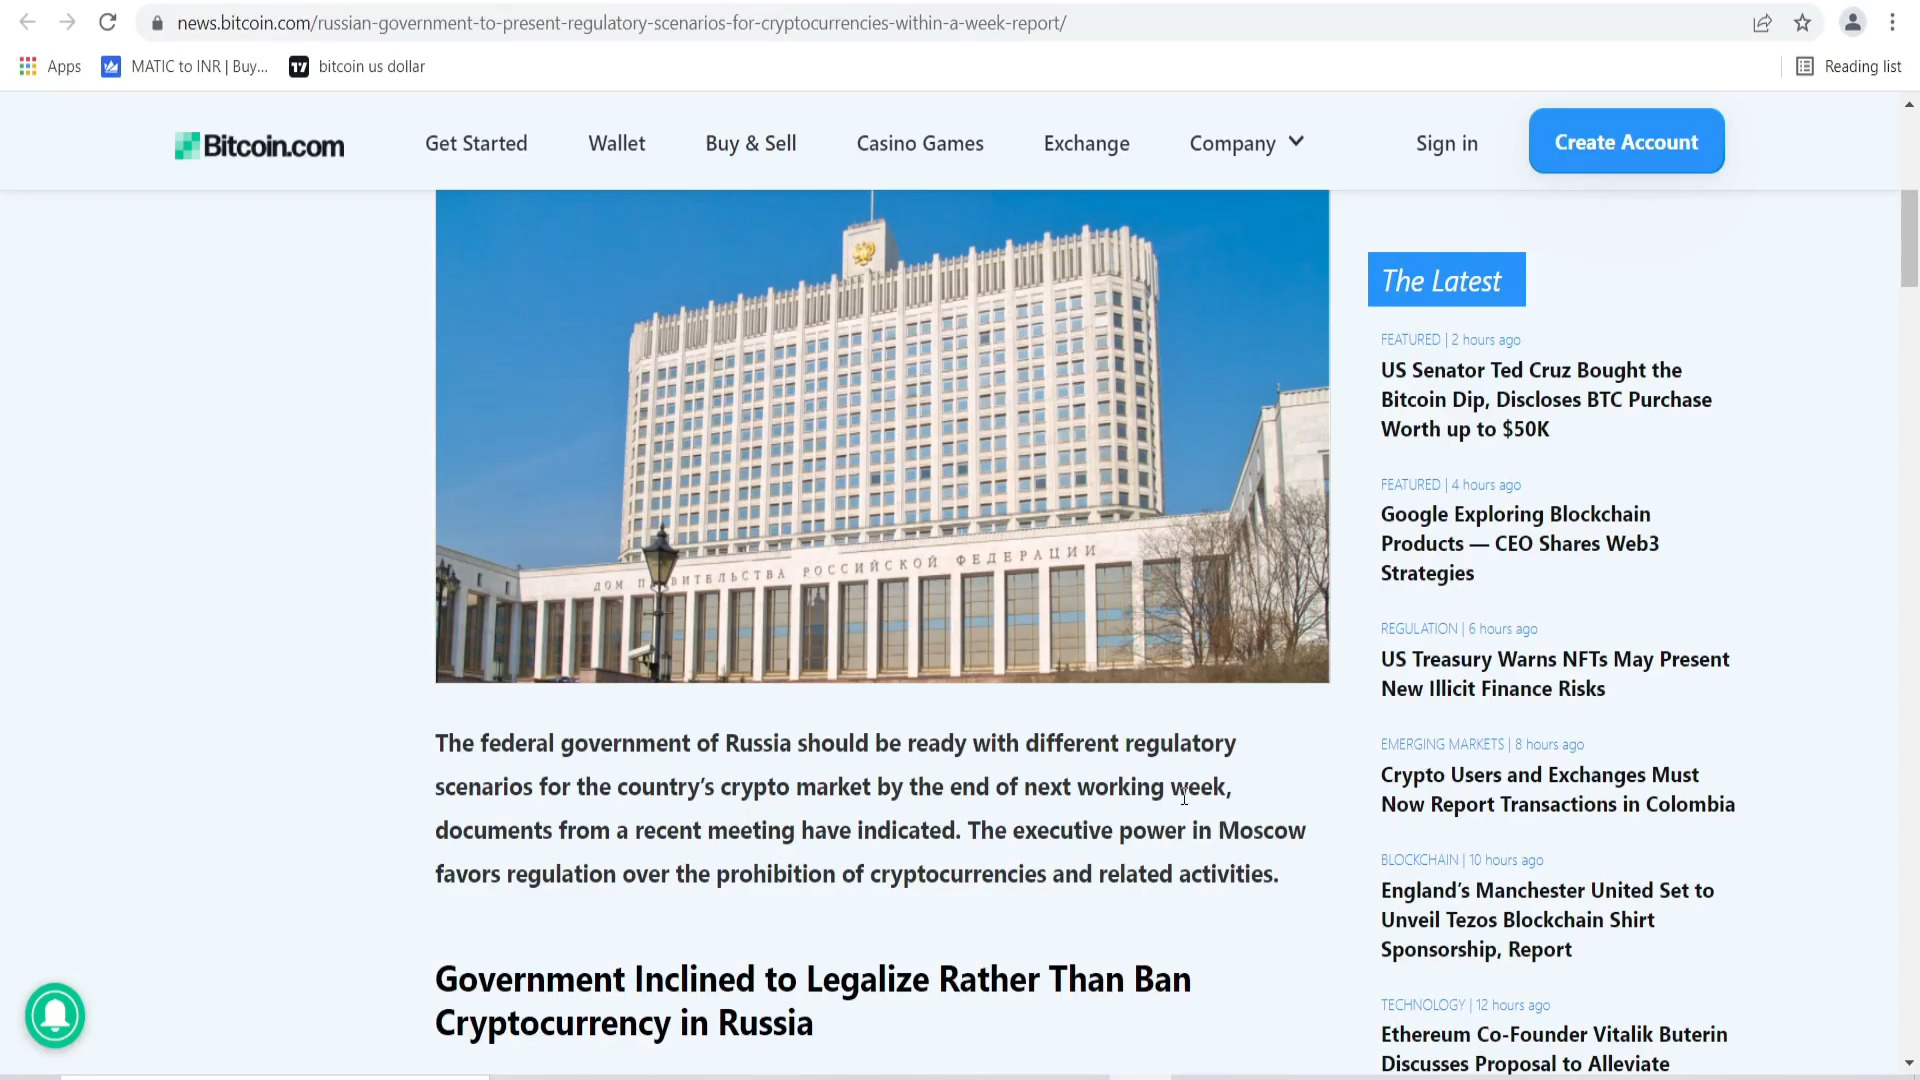 news.bitcoin.com/russian-government-to-present-regulatory-scenarios-for-cryptocurrencies-within-a-week-report/
Apps
MATIC to INR | Buy...
bitcoin us dollar
Reading list
Bitcoin.com
Get Started
Wallet
Buy & Sell
Casino Games
Exchange
Company
Sign in
Create Account
ДОМ ПРАВИТЕЛЬСТВА РОССИЙСКОЙ ФЕДЕРАЦИИ
The federal government of Russia should be ready with different regulatory
scenarios for the country’s crypto market by the end of next working week,
documents from a recent meeting have indicated. The executive power in Moscow
favors regulation over the prohibition of cryptocurrencies and related activities.
Government Inclined to Legalize Rather Than Ban
Cryptocurrency in Russia
The Latest
FEATURED | 2 hours ago
US Senator Ted Cruz Bought the
Bitcoin Dip, Discloses BTC Purchase
Worth up to $50K
FEATURED | 4 hours ago
Google Exploring Blockchain
Products — CEO Shares Web3
Strategies
REGULATION | 6 hours ago
US Treasury Warns NFTs May Present
New Illicit Finance Risks
EMERGING MARKETS | 8 hours ago
Crypto Users and Exchanges Must
Now Report Transactions in Colombia
BLOCKCHAIN | 10 hours ago
England’s Manchester United Set to
Unveil Tezos Blockchain Shirt
Sponsorship, Report
TECHNOLOGY | 12 hours ago
Ethereum Co-Founder Vitalik Buterin
Discusses Proposal to Alleviate